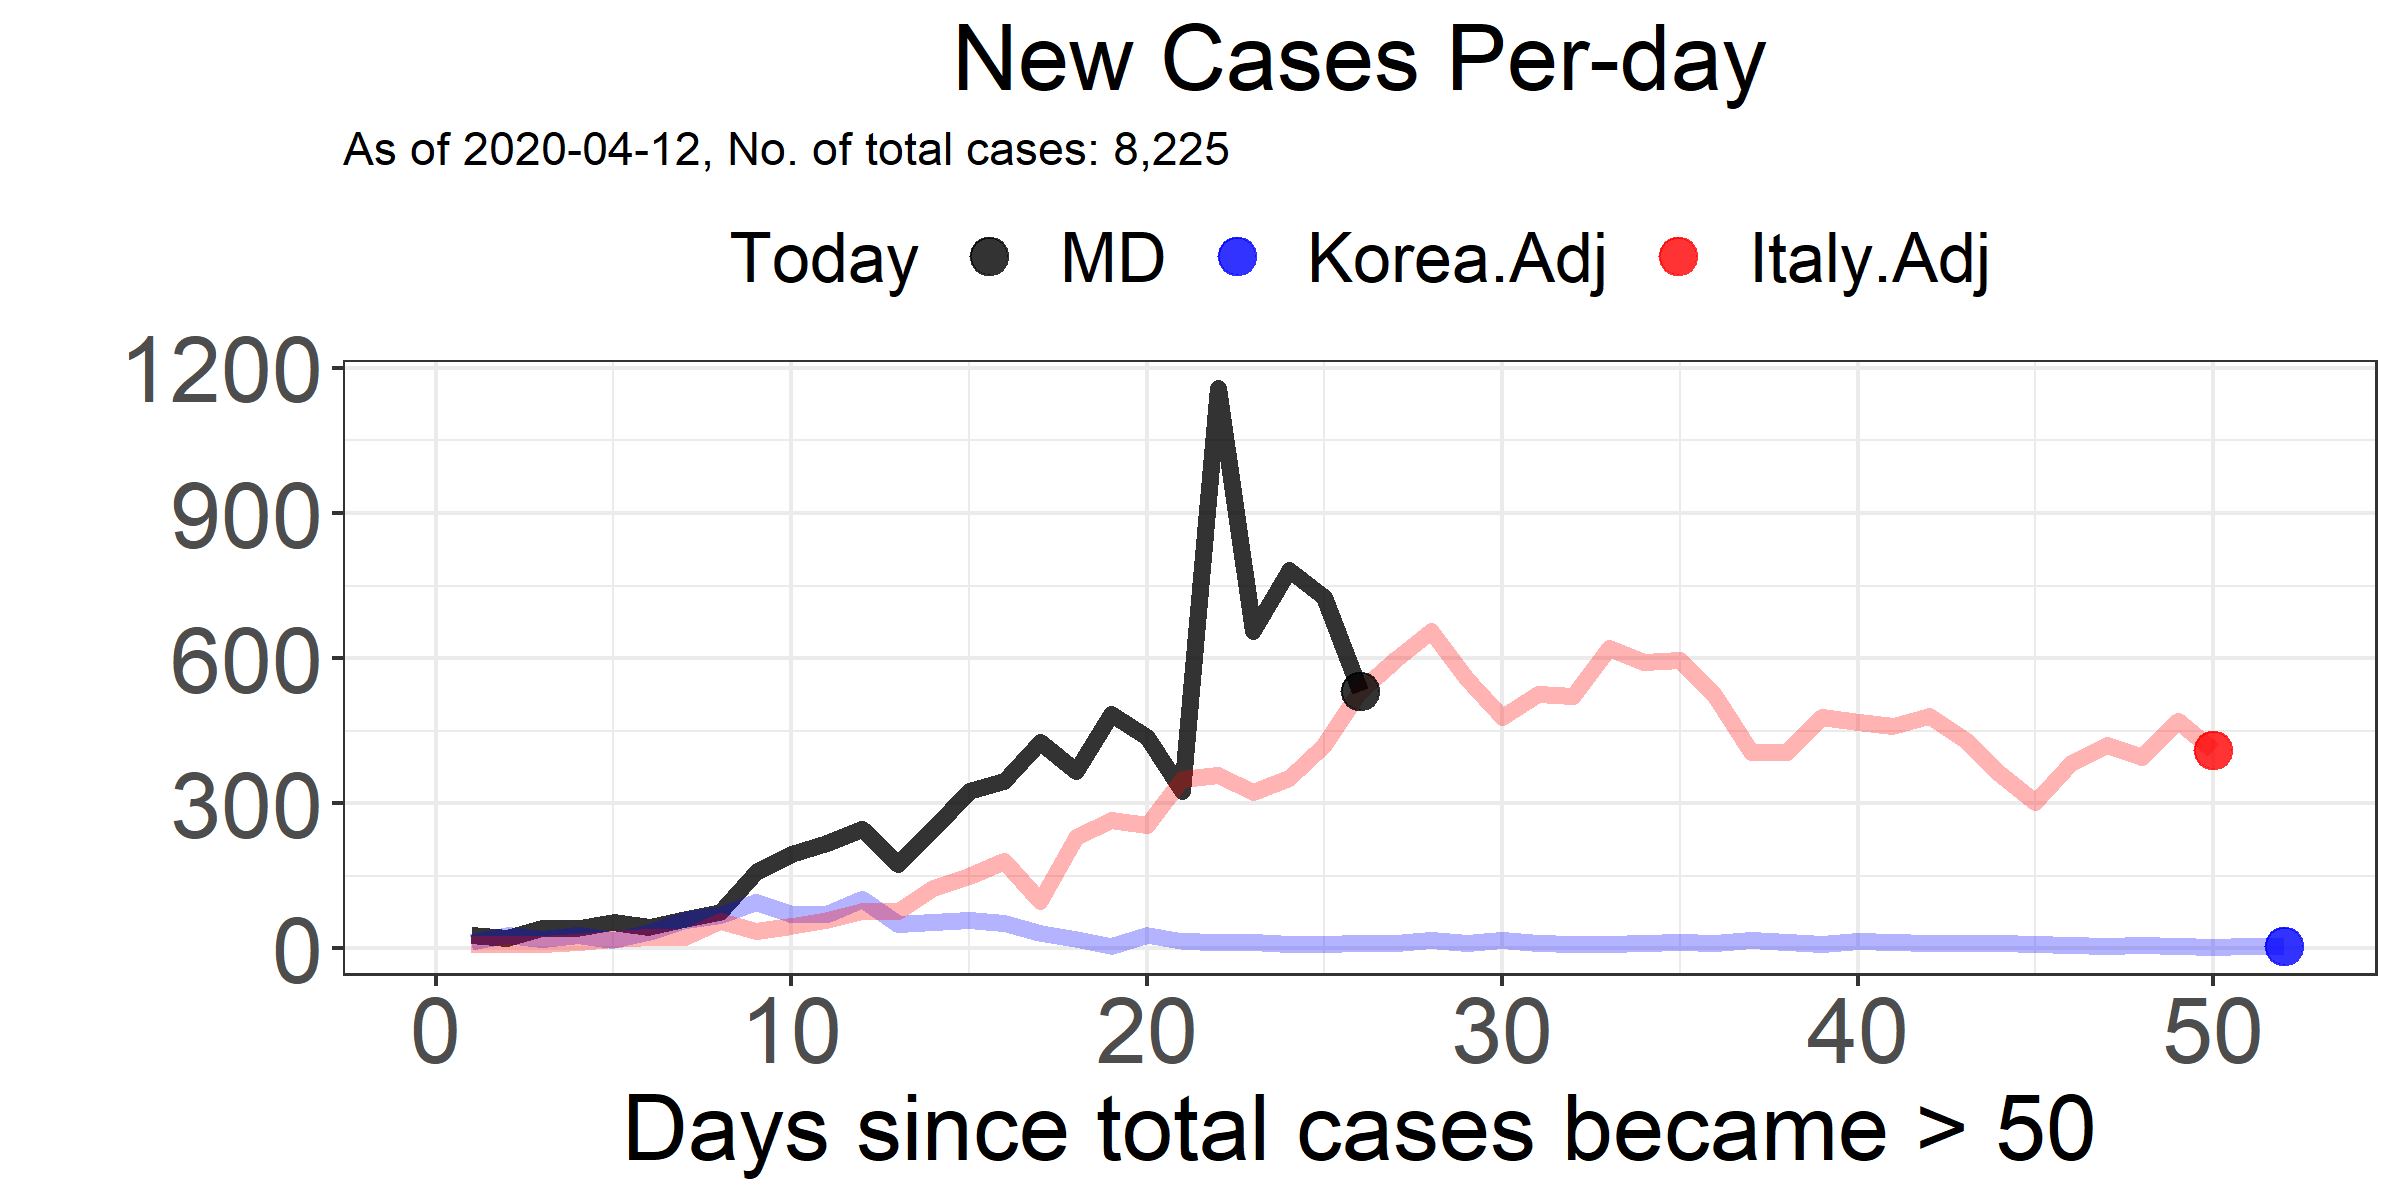 New Cases Per-day
As of 2020-04-12, No. of total cases: 8,225
Today MD Korea.Adj Italy.Adj
1200
900
600
300
0
0 10 20 30 40 50
Days since total cases became > 50